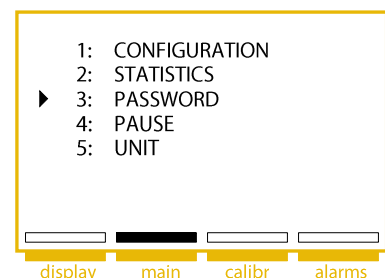 1: CONFIGURATION
2: STATISTICS
3: PASSWORD
4: PAUSE
5: UNIT
display main calibr alarms